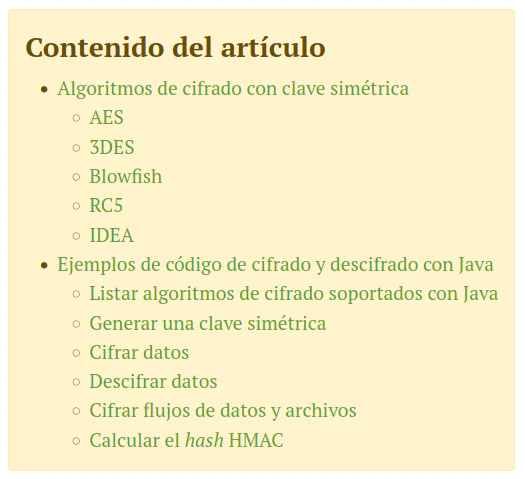 Contenido del artículo
Algoritmos de cifrado con clave simétrica
AES
3DES
Blowfish
RC5
IDEA
Ejemplos de código de cifrado y descifrado con Java
Listar algoritmos de cifrado soportados con Java
Generar una clave simétrica
Cifrar datos
Descifrar datos
Cifrar flujos de datos y archivos
Calcular el hash HMAC